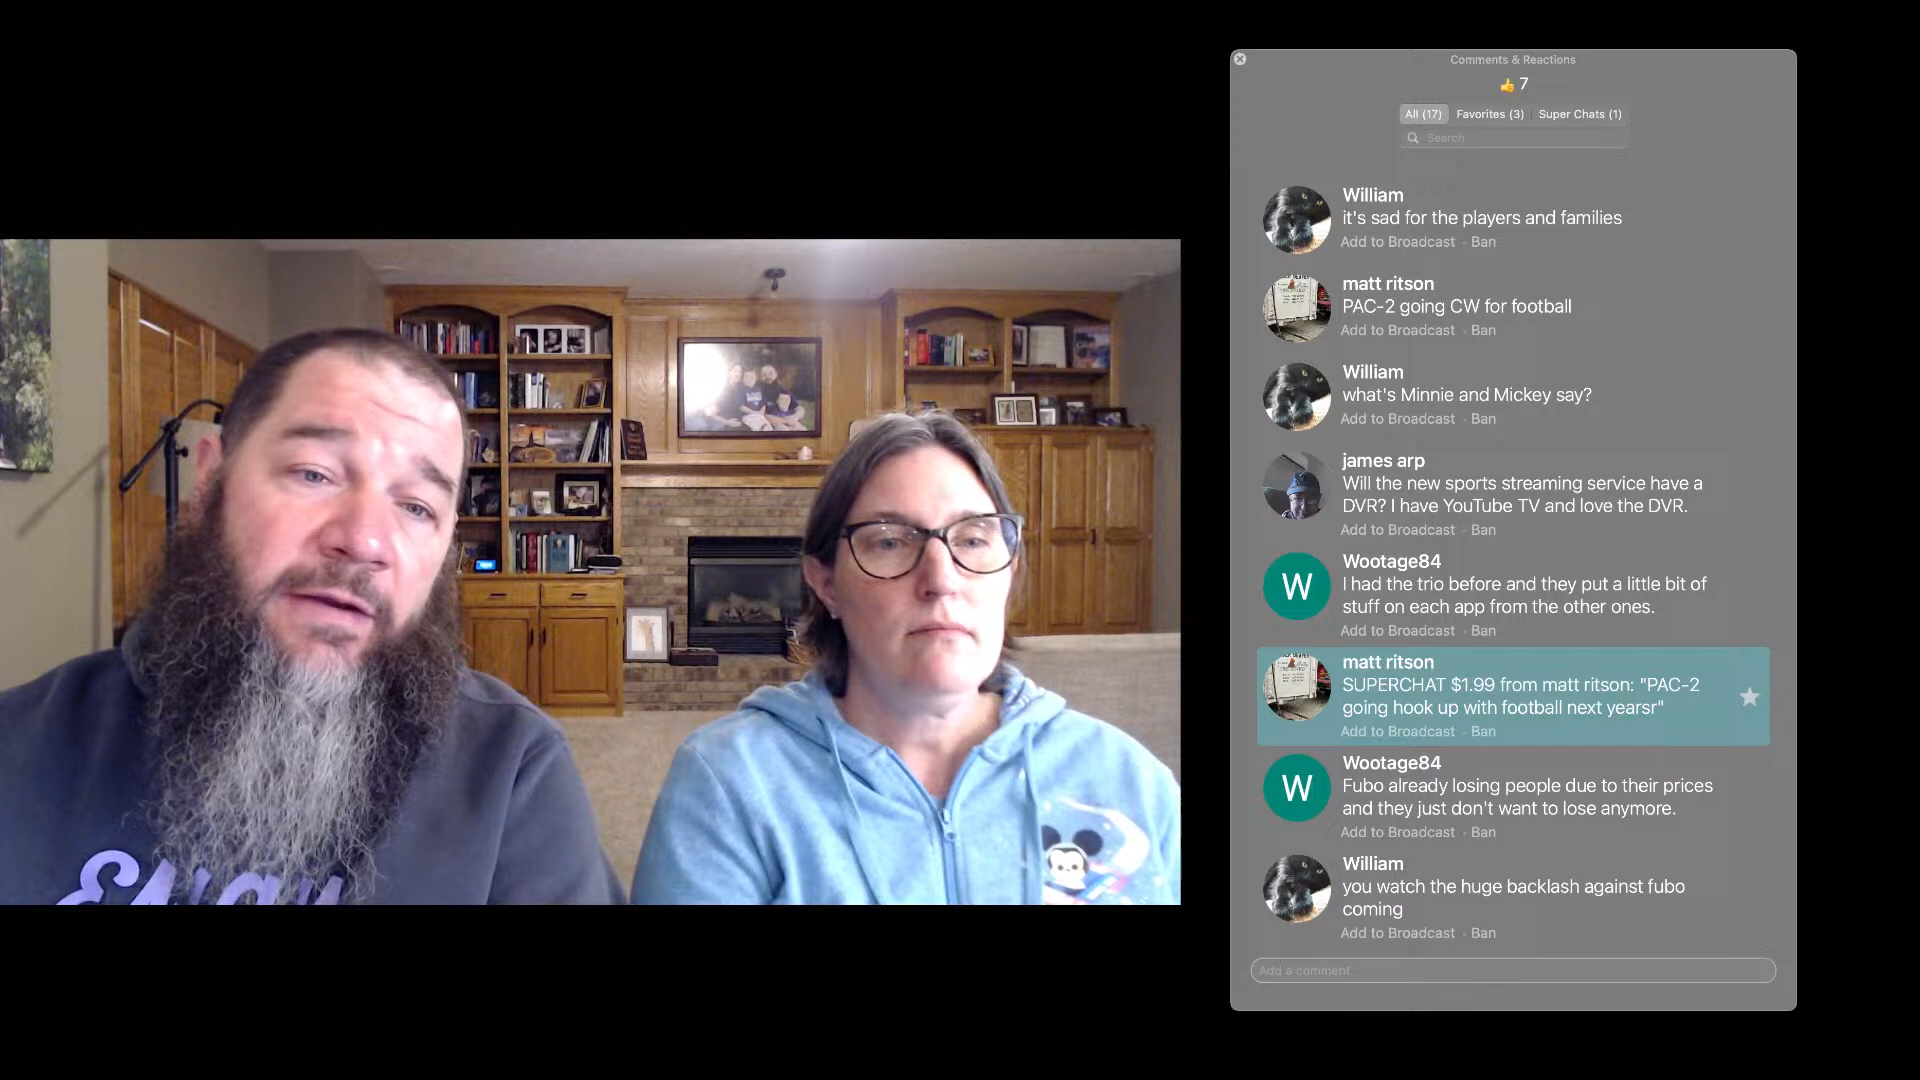 Comments & Reactions
👍 7
All (17) Favorites (3) Super Chats (1)
Search
William
it's sad for the players and families
Add to Broadcast · Ban
matt ritson
PAC-2 going CW for football
Add to Broadcast · Ban
William
what's Minnie and Mickey say?
Add to Broadcast · Ban
james arp
Will the new sports streaming service have a
DVR? I have YouTube TV and love the DVR.
Add to Broadcast · Ban
W
Wootage84
I had the trio before and they put a little bit of
stuff on each app from the other ones.
Add to Broadcast · Ban
matt ritson
SUPERCHAT $1.99 from matt ritson: "PAC-2
going hook up with football next yearsr"
Add to Broadcast · Ban
W
Wootage84
Fubo already losing people due to their prices
and they just don't want to lose anymore.
Add to Broadcast · Ban
William
you watch the huge backlash against fubo
coming
Add to Broadcast · Ban
Add a comment